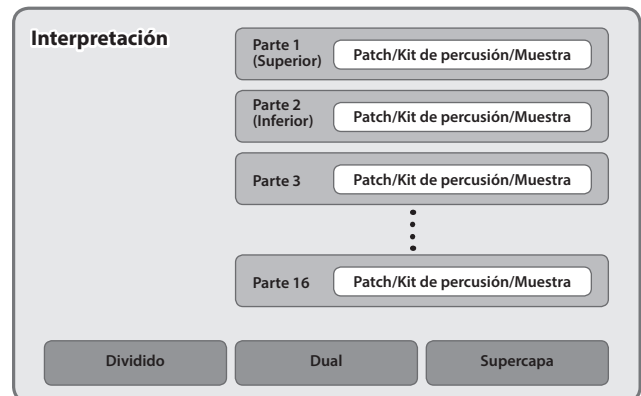 Interpretación
Parte 1
(Superior)
Patch/Kit de percusión/Muestra
Parte 2
(Inferior)
Patch/Kit de percusión/Muestra
Parte 3
Patch/Kit de percusión/Muestra
Parte 16
Patch/Kit de percusión/Muestra
Dividido
Dual
Supercapa